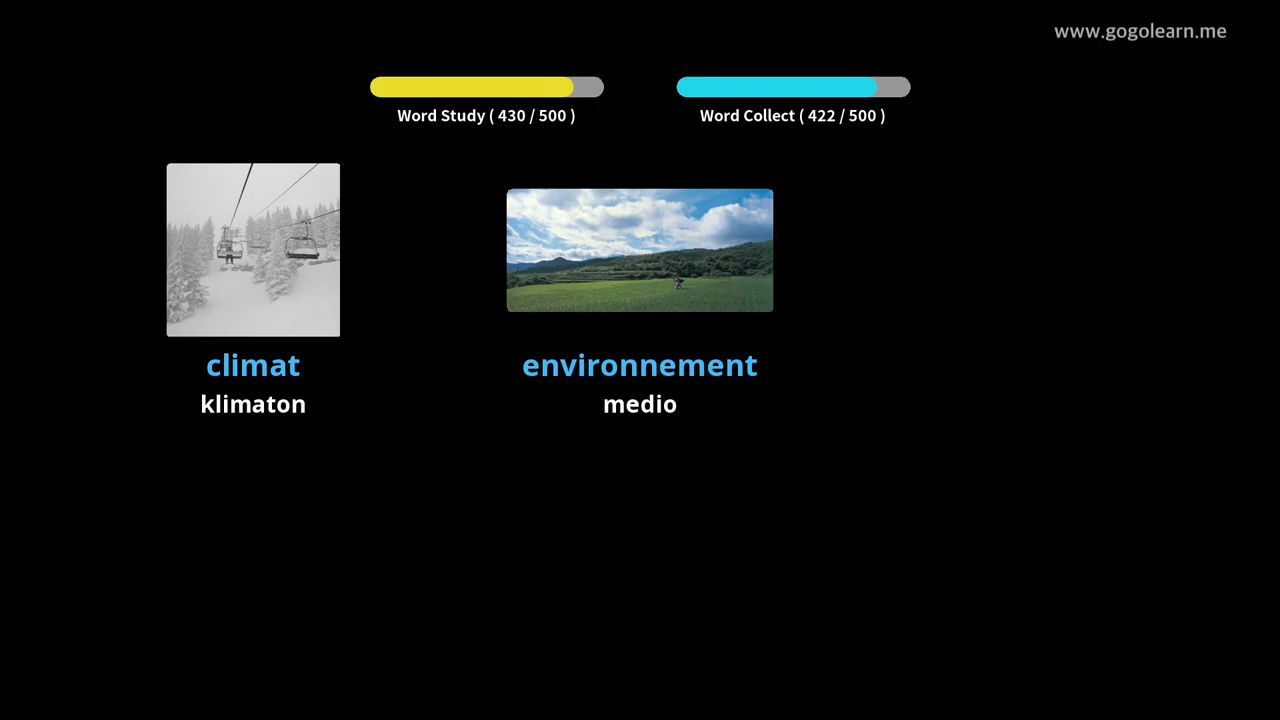 www.gogolearn.me
Word Study ( 430 / 500 )
Word Collect ( 422 / 500 )
climat
klimaton
environnement
medio